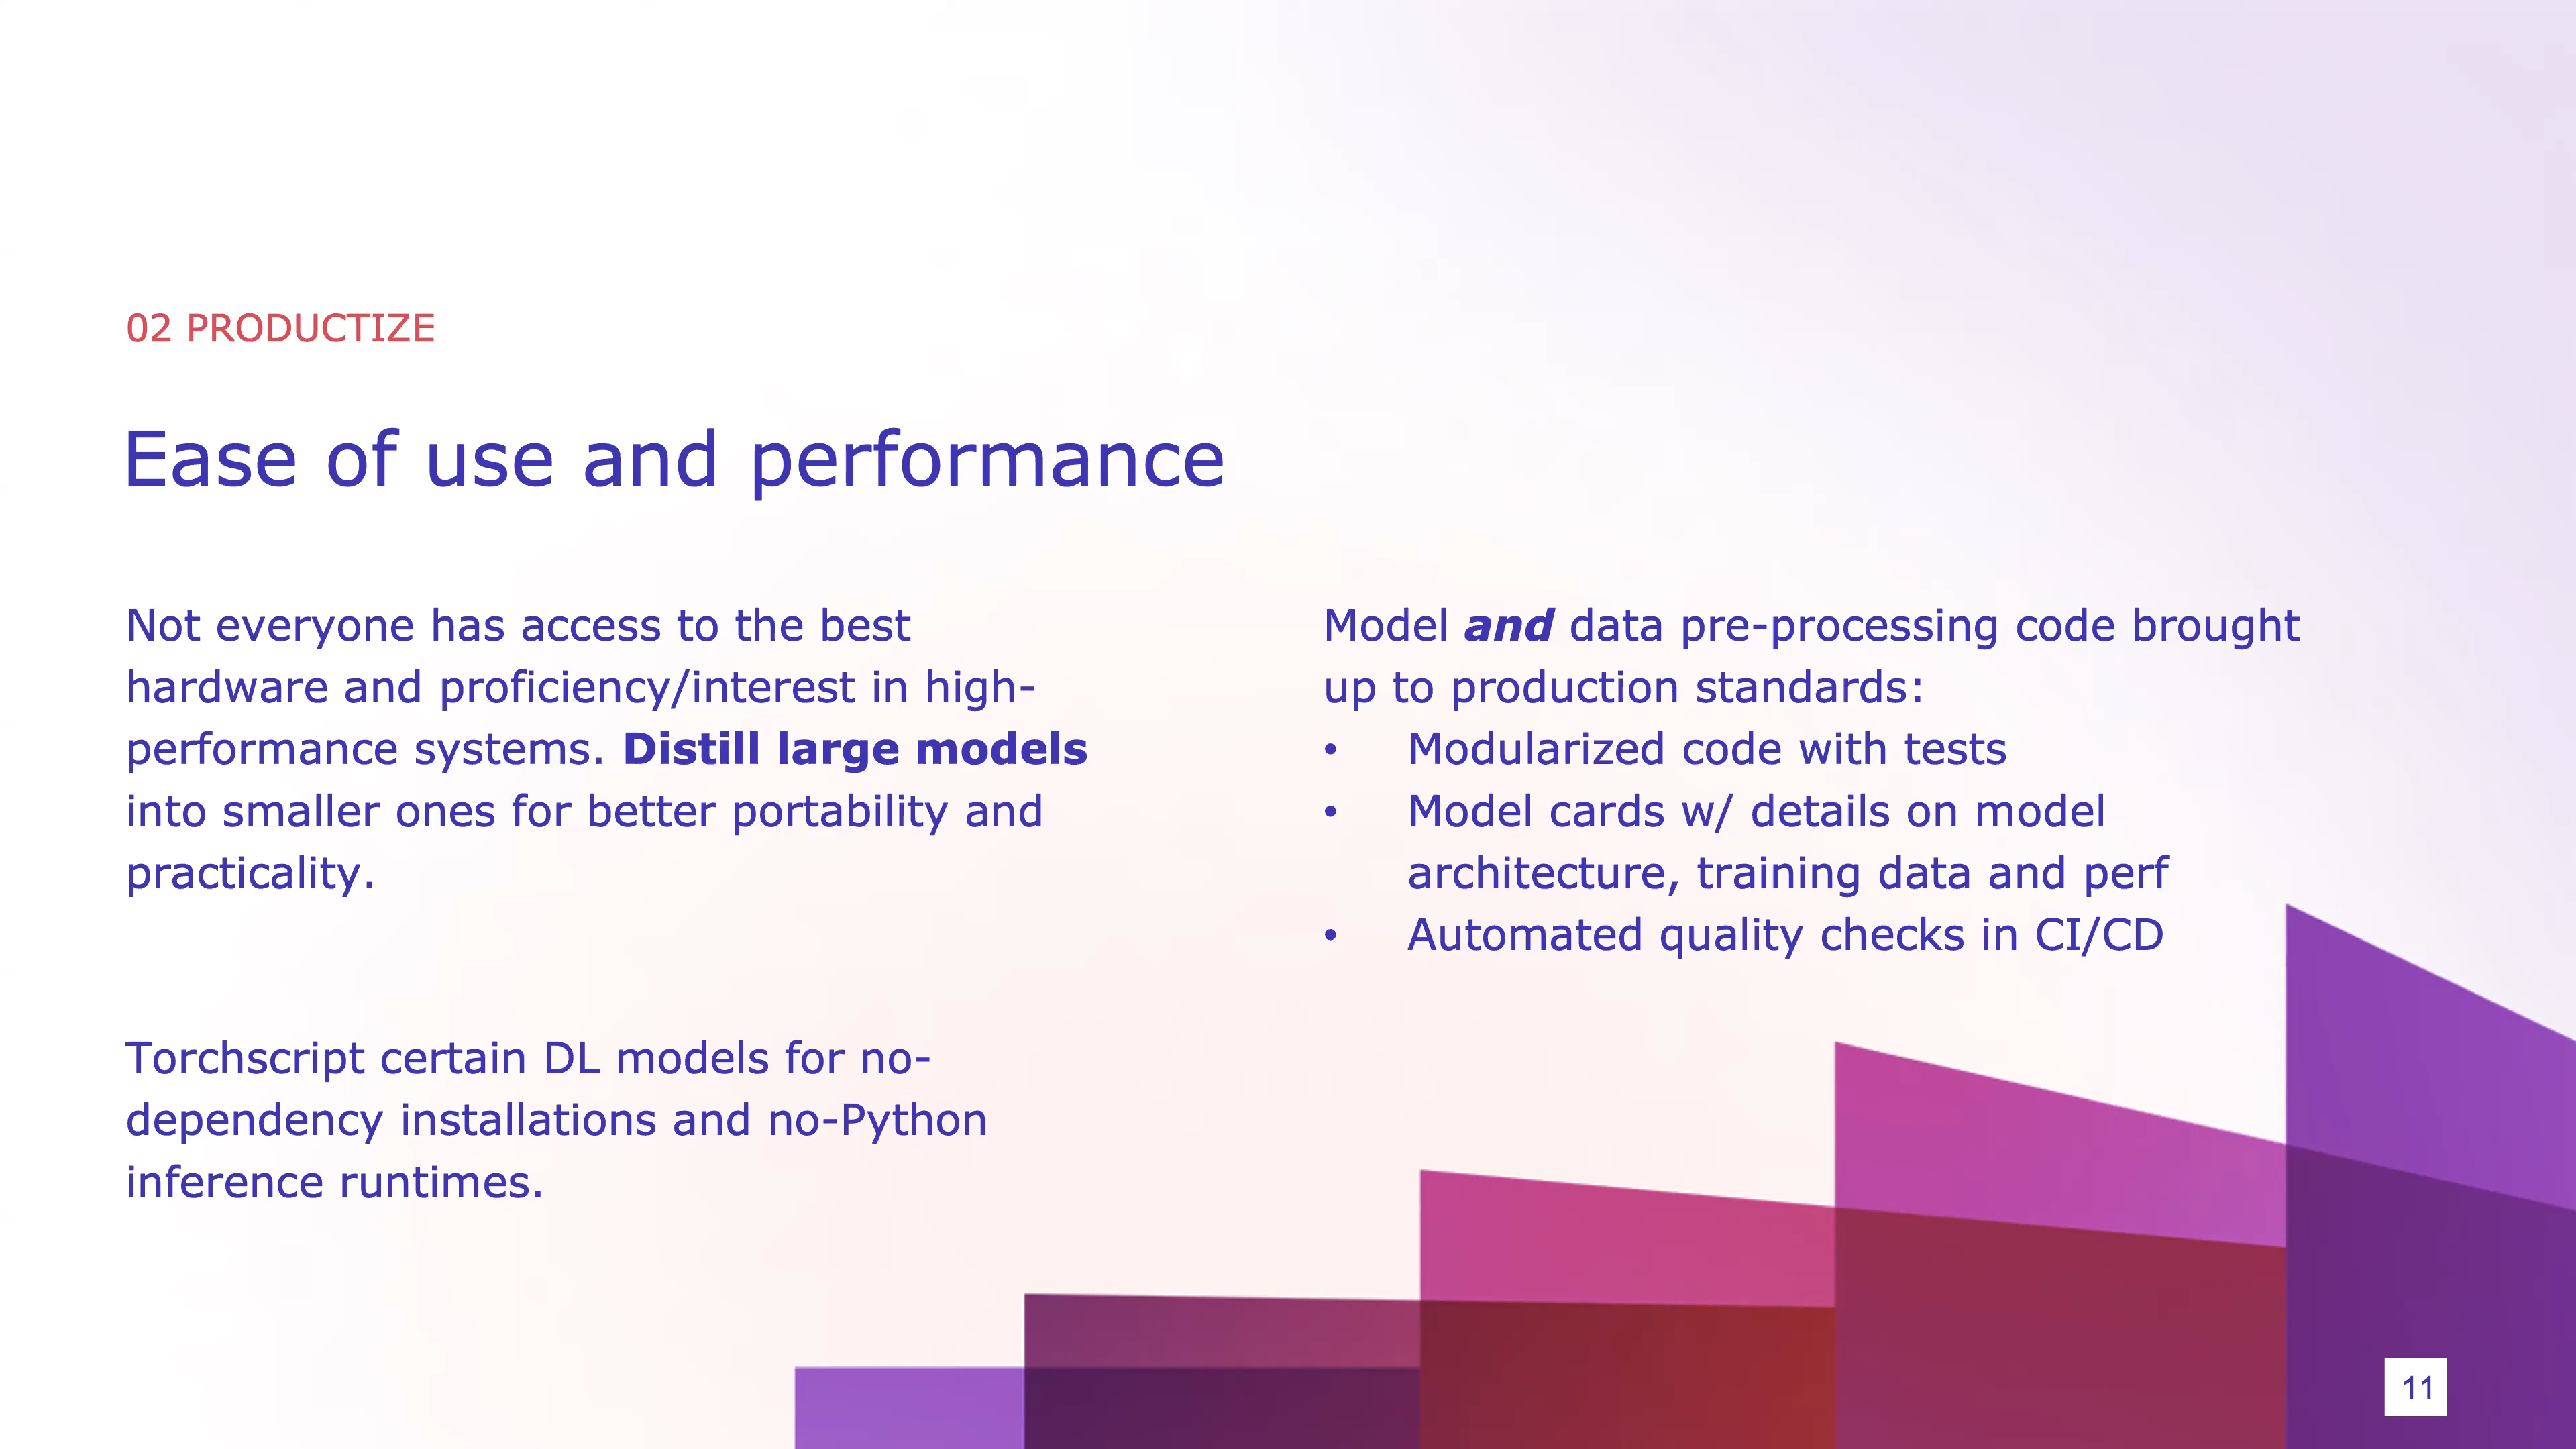 02 PRODUCTIZE
Ease of use and performance
Not everyone has access to the best
hardware and proficiency/interest in high-
performance systems. Distill large models
into smaller ones for better portability and
practicality.
Torchscript certain DL models for no-
dependency installations and no-Python
inference runtimes.
Model and data pre-processing code brought
up to production standards:
• Modularized code with tests
• Model cards w/ details on model
architecture, training data and perf
• Automated quality checks in CI/CD
11